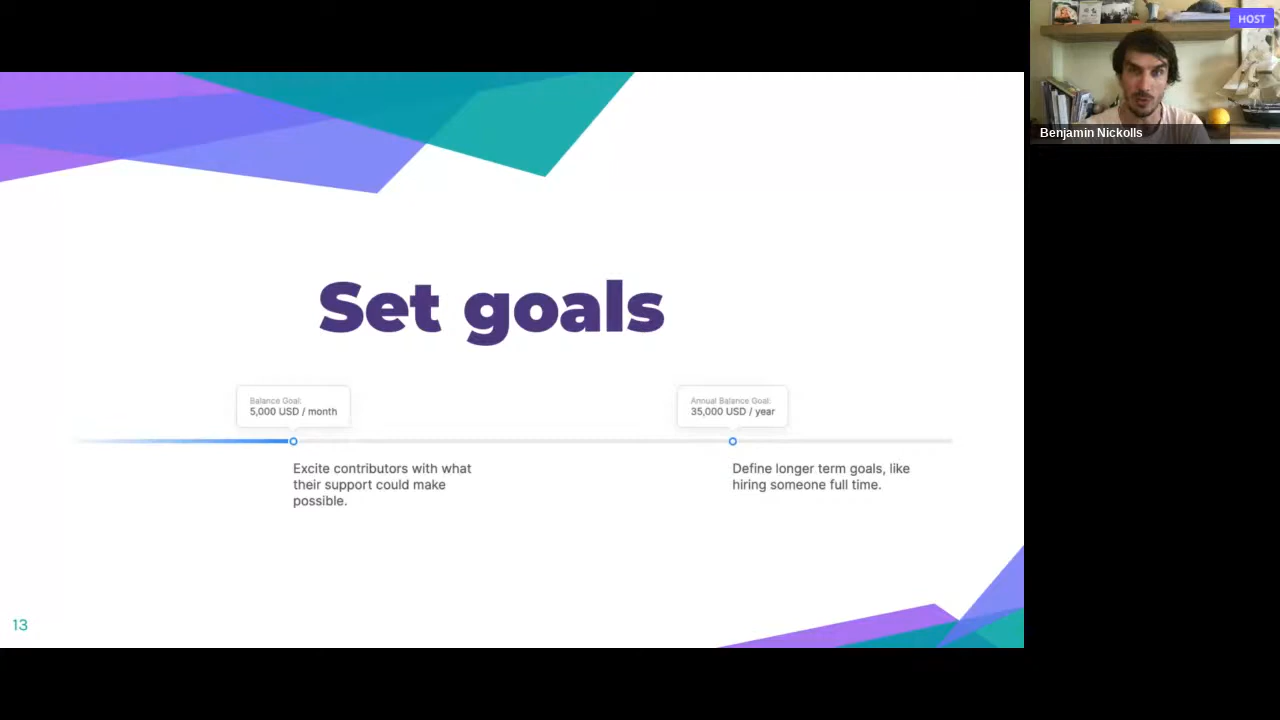 HOST
Benjamin Nickolls
Set goals
Balance Goal:
5,000 USD / month
Annual Balance Goal:
35,000 USD / year
Excite contributors with what
their support could make
possible.
Define longer term goals, like
hiring someone full time.
13